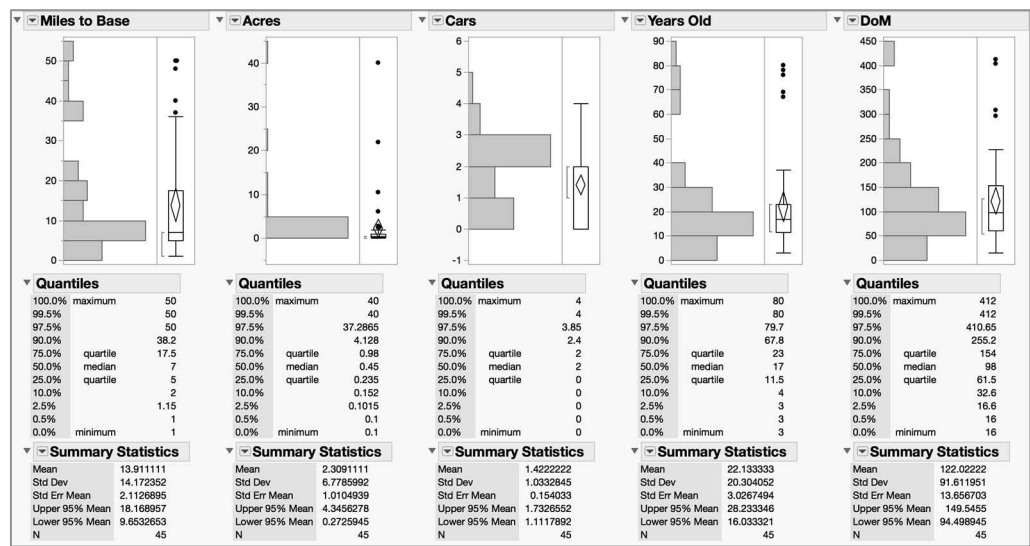 Miles to Base
50
40
30
20
10
0
Quantiles
100.0% maximum 50
99.5% 50
97.5% 50
90.0% 38.2
75.0% quartile 17.5
50.0% median 7
25.0% quartile 5
10.0% 2
2.5% 1.15
0.5% 1
0.0% minimum 1
Summary Statistics
Mean 13.911111
Std Dev 14.172352
Std Err Mean 2.1126895
Upper 95% Mean 18.168957
Lower 95% Mean 9.6532653
N 45
Acres
40
30
20
10
0
Quantiles
100.0% maximum 40
99.5% 40
97.5% 37.2865
90.0% 4.128
75.0% quartile 0.98
50.0% median 0.45
25.0% quartile 0.235
10.0% 0.152
2.5% 0.1015
0.5% 0.1
0.0% minimum 0.1
Summary Statistics
Mean 2.3091111
Std Dev 6.7785992
Std Err Mean 1.0104939
Upper 95% Mean 4.3456278
Lower 95% Mean 0.2725945
N 45
Cars
6
5
4
3
2
1
0
-1
Quantiles
100.0% maximum 4
99.5% 4
97.5% 3.85
90.0% 2.4
75.0% quartile 2
50.0% median 2
25.0% quartile 0
10.0% 0
2.5% 0
0.5% 0
0.0% minimum 0
Summary Statistics
Mean 1.4222222
Std Dev 1.0332845
Std Err Mean 0.154033
Upper 95% Mean 1.7326552
Lower 95% Mean 1.1117892
N 45
Years Old
90
80
70
60
50
40
30
20
10
0
Quantiles
100.0% maximum 80
99.5% 80
97.5% 79.7
90.0% 67.8
75.0% quartile 23
50.0% median 17
25.0% quartile 11.5
10.0% 4
2.5% 3
0.5% 3
0.0% minimum 3
Summary Statistics
Mean 22.133333
Std Dev 20.304052
Std Err Mean 3.0267494
Upper 95% Mean 28.233346
Lower 95% Mean 16.033321
N 45
DoM
450
400
350
300
250
200
150
100
50
0
Quantiles
100.0% maximum 412
99.5% 412
97.5% 410.65
90.0% 255.2
75.0% quartile 154
50.0% median 98
25.0% quartile 61.5
10.0% 32.6
2.5% 16.6
0.5% 16
0.0% minimum 16
Summary Statistics
Mean 122.02222
Std Dev 91.611951
Std Err Mean 13.656703
Upper 95% Mean 149.5455
Lower 95% Mean 94.498945
N 45